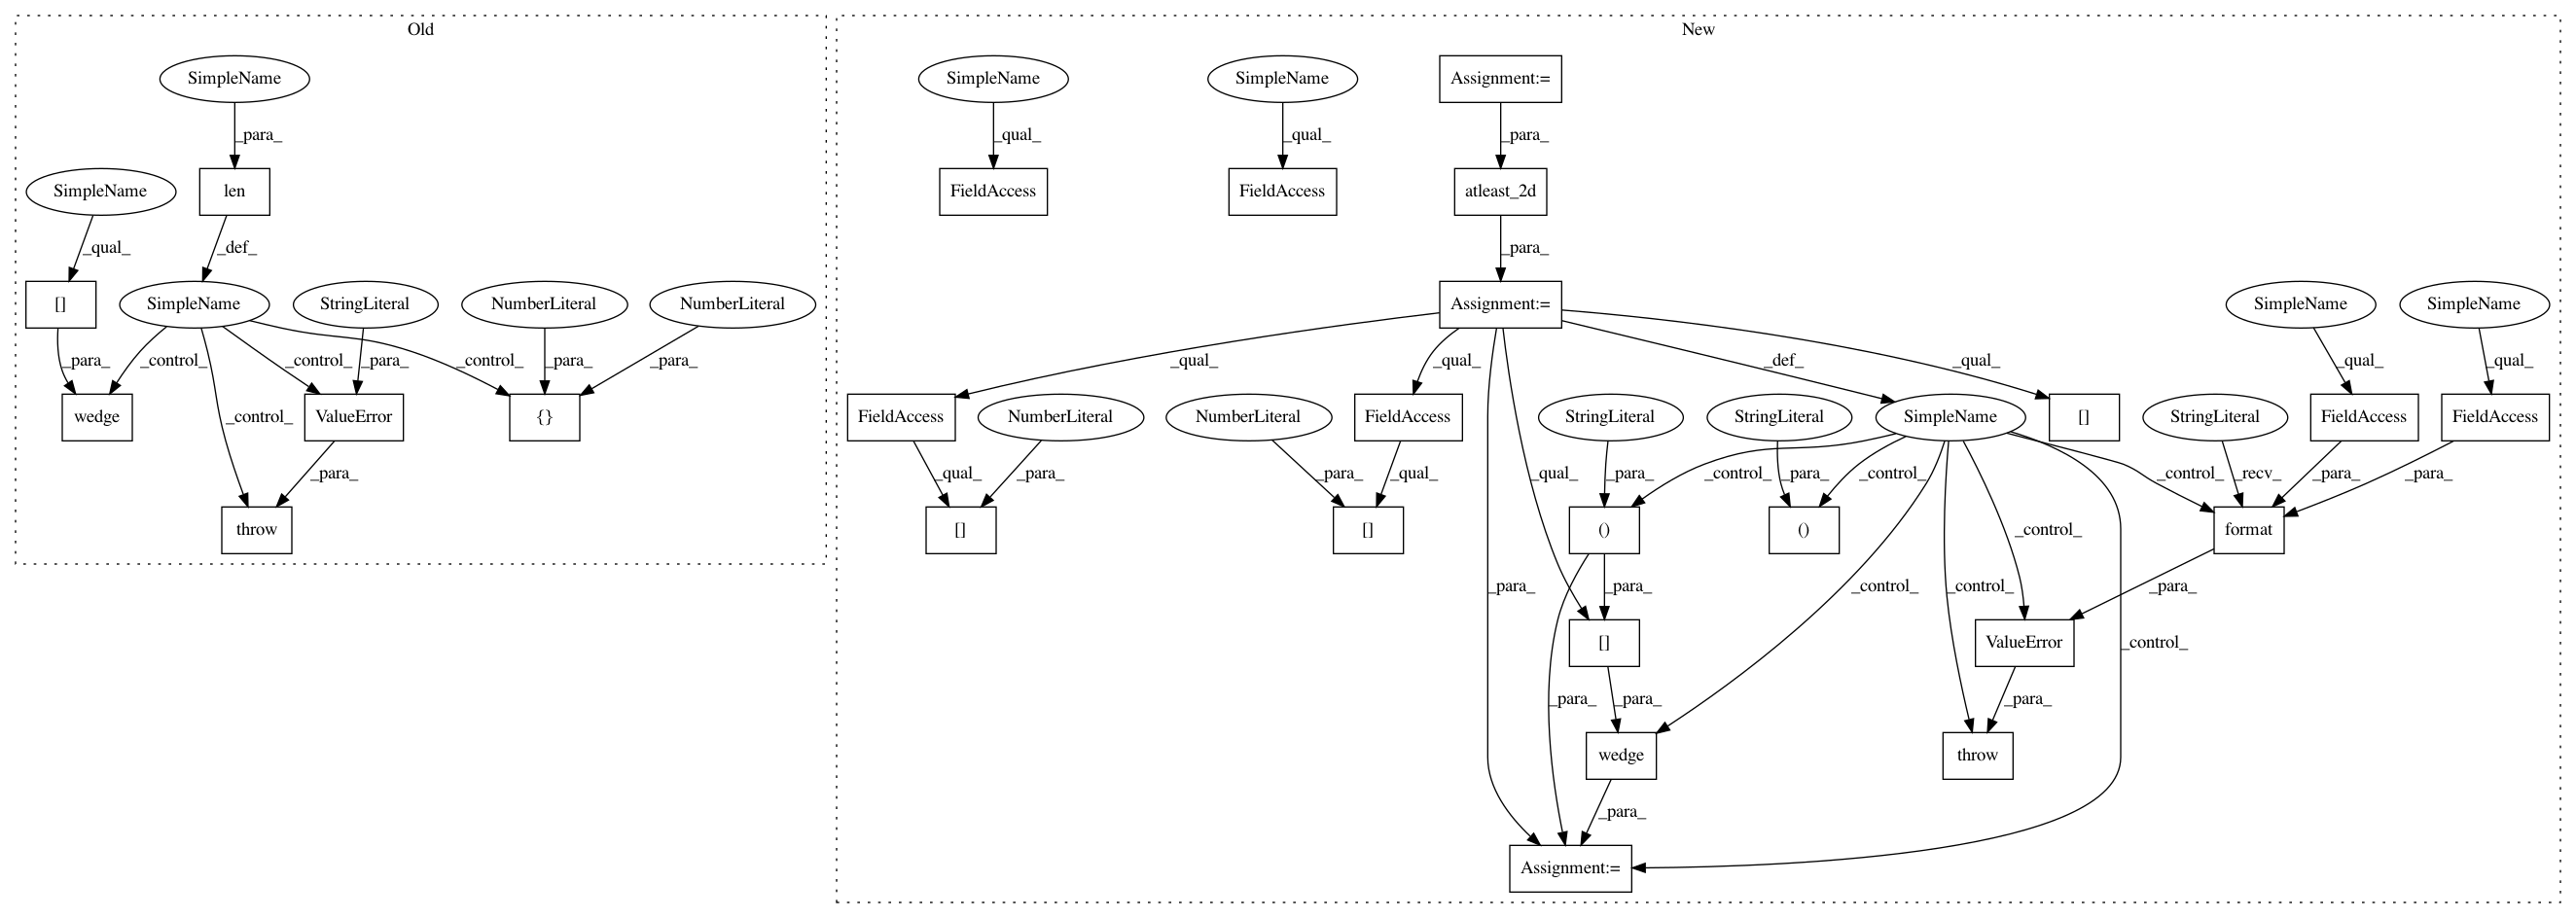 Old
New
SimpleName
SimpleName
SimpleName
Assignment:=
_para_
_qual_
_qual_
_para_
SimpleName
len
FieldAccess
FieldAccess
atleast_2d
_qual_
_def_
_para_
[]
SimpleName
StringLiteral
NumberLiteral
NumberLiteral
Assignment:=
SimpleName
SimpleName
_para_
_control_
_control_
_para_
_control_
_para_
_para_
_qual_
_qual_
_def_
_qual_
_qual_
_qual_
wedge
_control_
ValueError
{}
FieldAccess
NumberLiteral
NumberLiteral
FieldAccess
StringLiteral
StringLiteral
SimpleName
[]
StringLiteral
FieldAccess
FieldAccess
_para_
_qual_
_para_
_para_
_qual_
_qual_
_para_
_control_
_para_
_control_
_control_
_recv_
_para_
_para_
throw
[]
[]
()
()
_control_
format
_para_
_para_
_control_
_control_
_para_
[]
ValueError
_control_
_para_
_para_
_para_
wedge
throw
_para_
Assignment:=